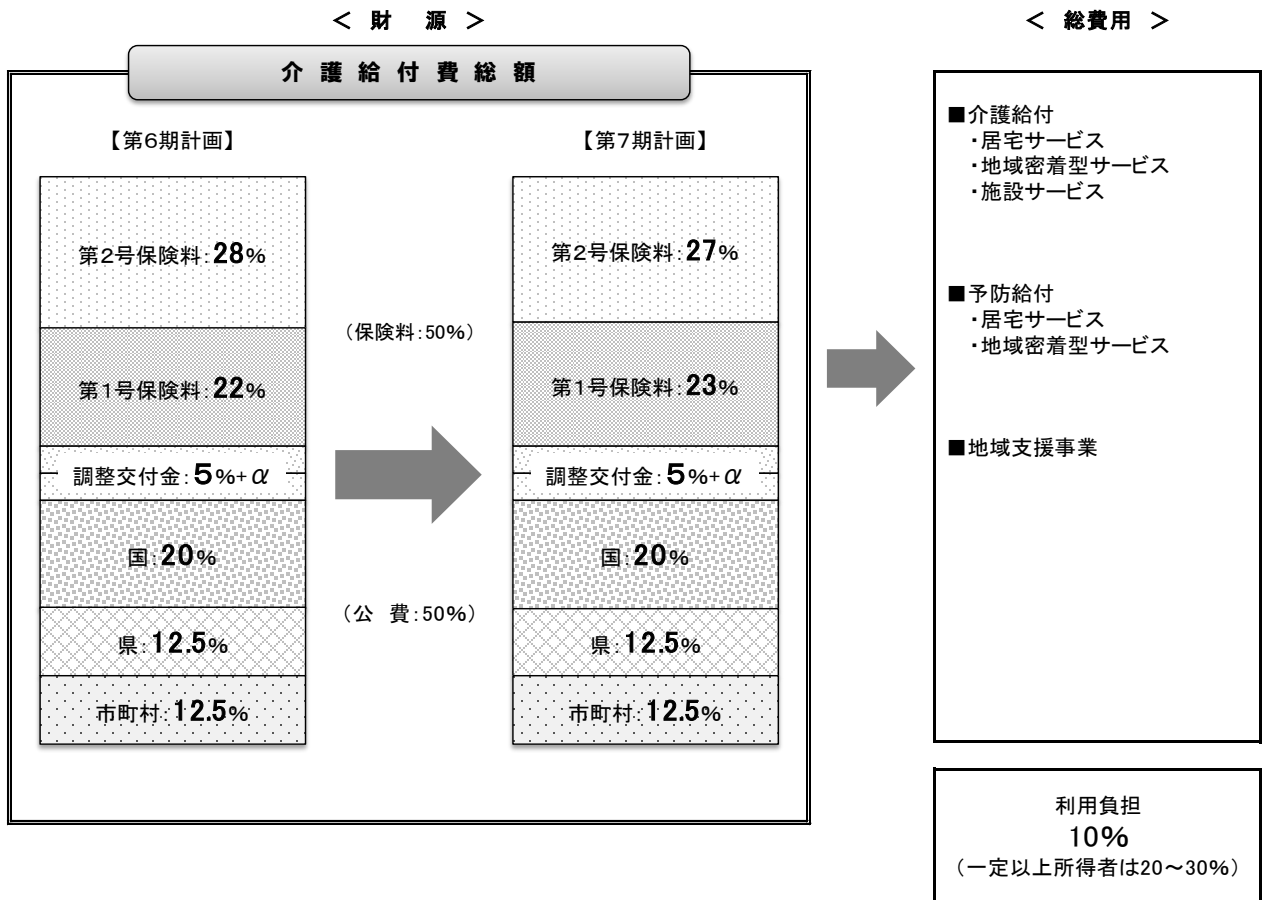 ＜ 財 源 ＞
介 護 給 付 費 総 額
【第6期計画】
第2号保険料：28%
第1号保険料：22%
調整交付金：5%+α
国：20%
県：12.5%
市町村：12.5%
（保険料：50%）
（公 費：50%）
【第7期計画】
第2号保険料：27%
第1号保険料：23%
調整交付金：5%+α
国：20%
県：12.5%
市町村：12.5%
＜ 総費用 ＞
■介護給付
・居宅サービス
・地域密着型サービス
・施設サービス
■予防給付
・居宅サービス
・地域密着型サービス
■地域支援事業
利用負担
10%
（一定以上所得者は20～30%）